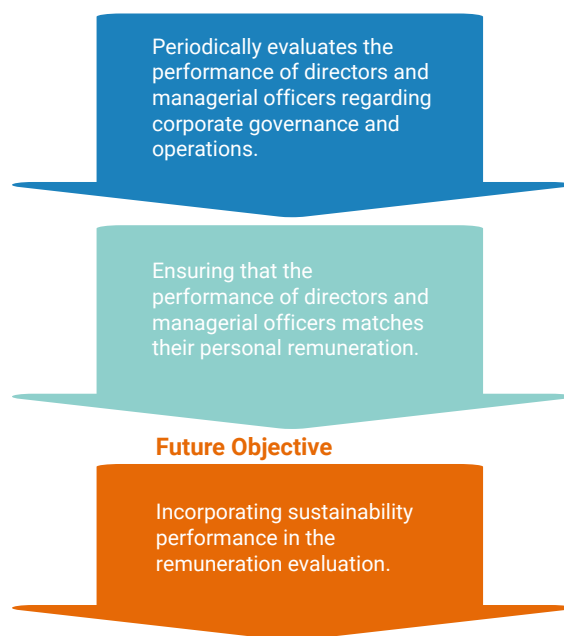 Periodically evaluates the
performance of directors and
managerial officers regarding
corporate governance and
operations.
Ensuring that the
performance of directors and
managerial officers matches
their personal remuneration.
Future Objective
Incorporating sustainability
performance in the
remuneration evaluation.